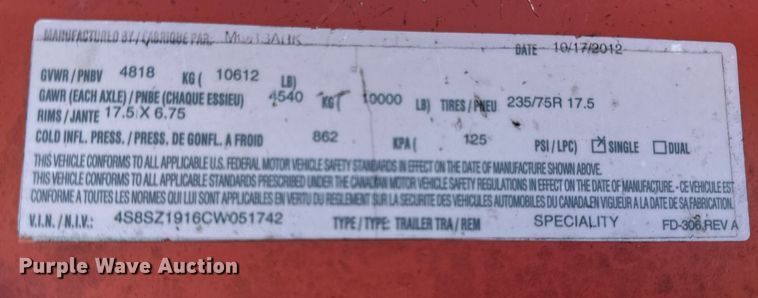 MANUFACTURED BY / FABRIQUE PAR: MORBARK
DATE 10/17/2012
GVWR / PNBV 4818 KG ( 10612 LB)
GAWR (EACH AXLE) / PNBE (CHAQUE ESSIEU) 4540 KG ( 10000 LB) TIRES / PNEU 235/75R 17.5
RIMS / JANTE 17.5 X 6.75
COLD INFL. PRESS. / PRESS. DE GONFL. A FROID 862 KPA ( 125 PSI / LPC) SINGLE DUAL
THIS VEHICLE CONFORMS TO ALL APPLICABLE U.S. FEDERAL MOTOR VEHICLE SAFETY STANDARDS IN EFFECT ON THE DATE OF MANUFACTURE SHOWN ABOVE.
THIS VEHICLE CONFORMS TO ALL APPLICABLE STANDARDS PRESCRIBED UNDER THE CANADIAN MOTOR VEHICLE SAFETY REGULATIONS IN EFFECT ON THE DATE OF MANUFACTURE. - CE VÉHICULE EST
CONFORME A TOUTES LES NORMES QUI LUI SONT APPLICABLES EN VERTU DU REGLEMENT SUR LA SECURITE DES VEHICULES AUTOMOBILES DU CANADA EN VIGUEUR A LA DATE DE SA FABRICATION.
V.I.N. / N.I.V.: 4S8SZ1916CW051742 TYPE / TYPE: TRAILER TRA / REM SPECIALITY FD-306 REV A
Purple Wave Auction